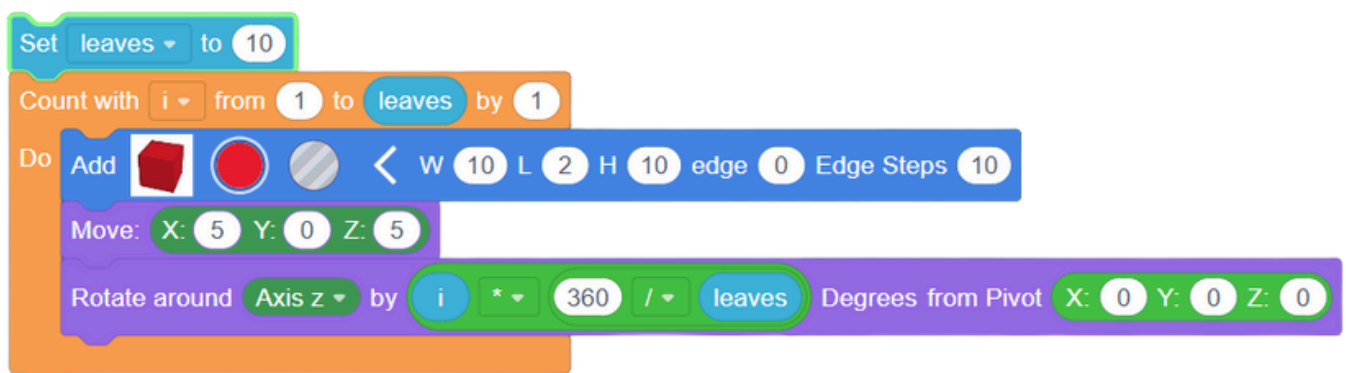 Set leaves to 10
Count with i from 1 to leaves by 1
Do Add W 10 L 2 H 10 edge 0 Edge Steps 10
Move: X: 5 Y: 0 Z: 5
Rotate around Axis z by i * 360 / leaves Degrees from Pivot X: 0 Y: 0 Z: 0